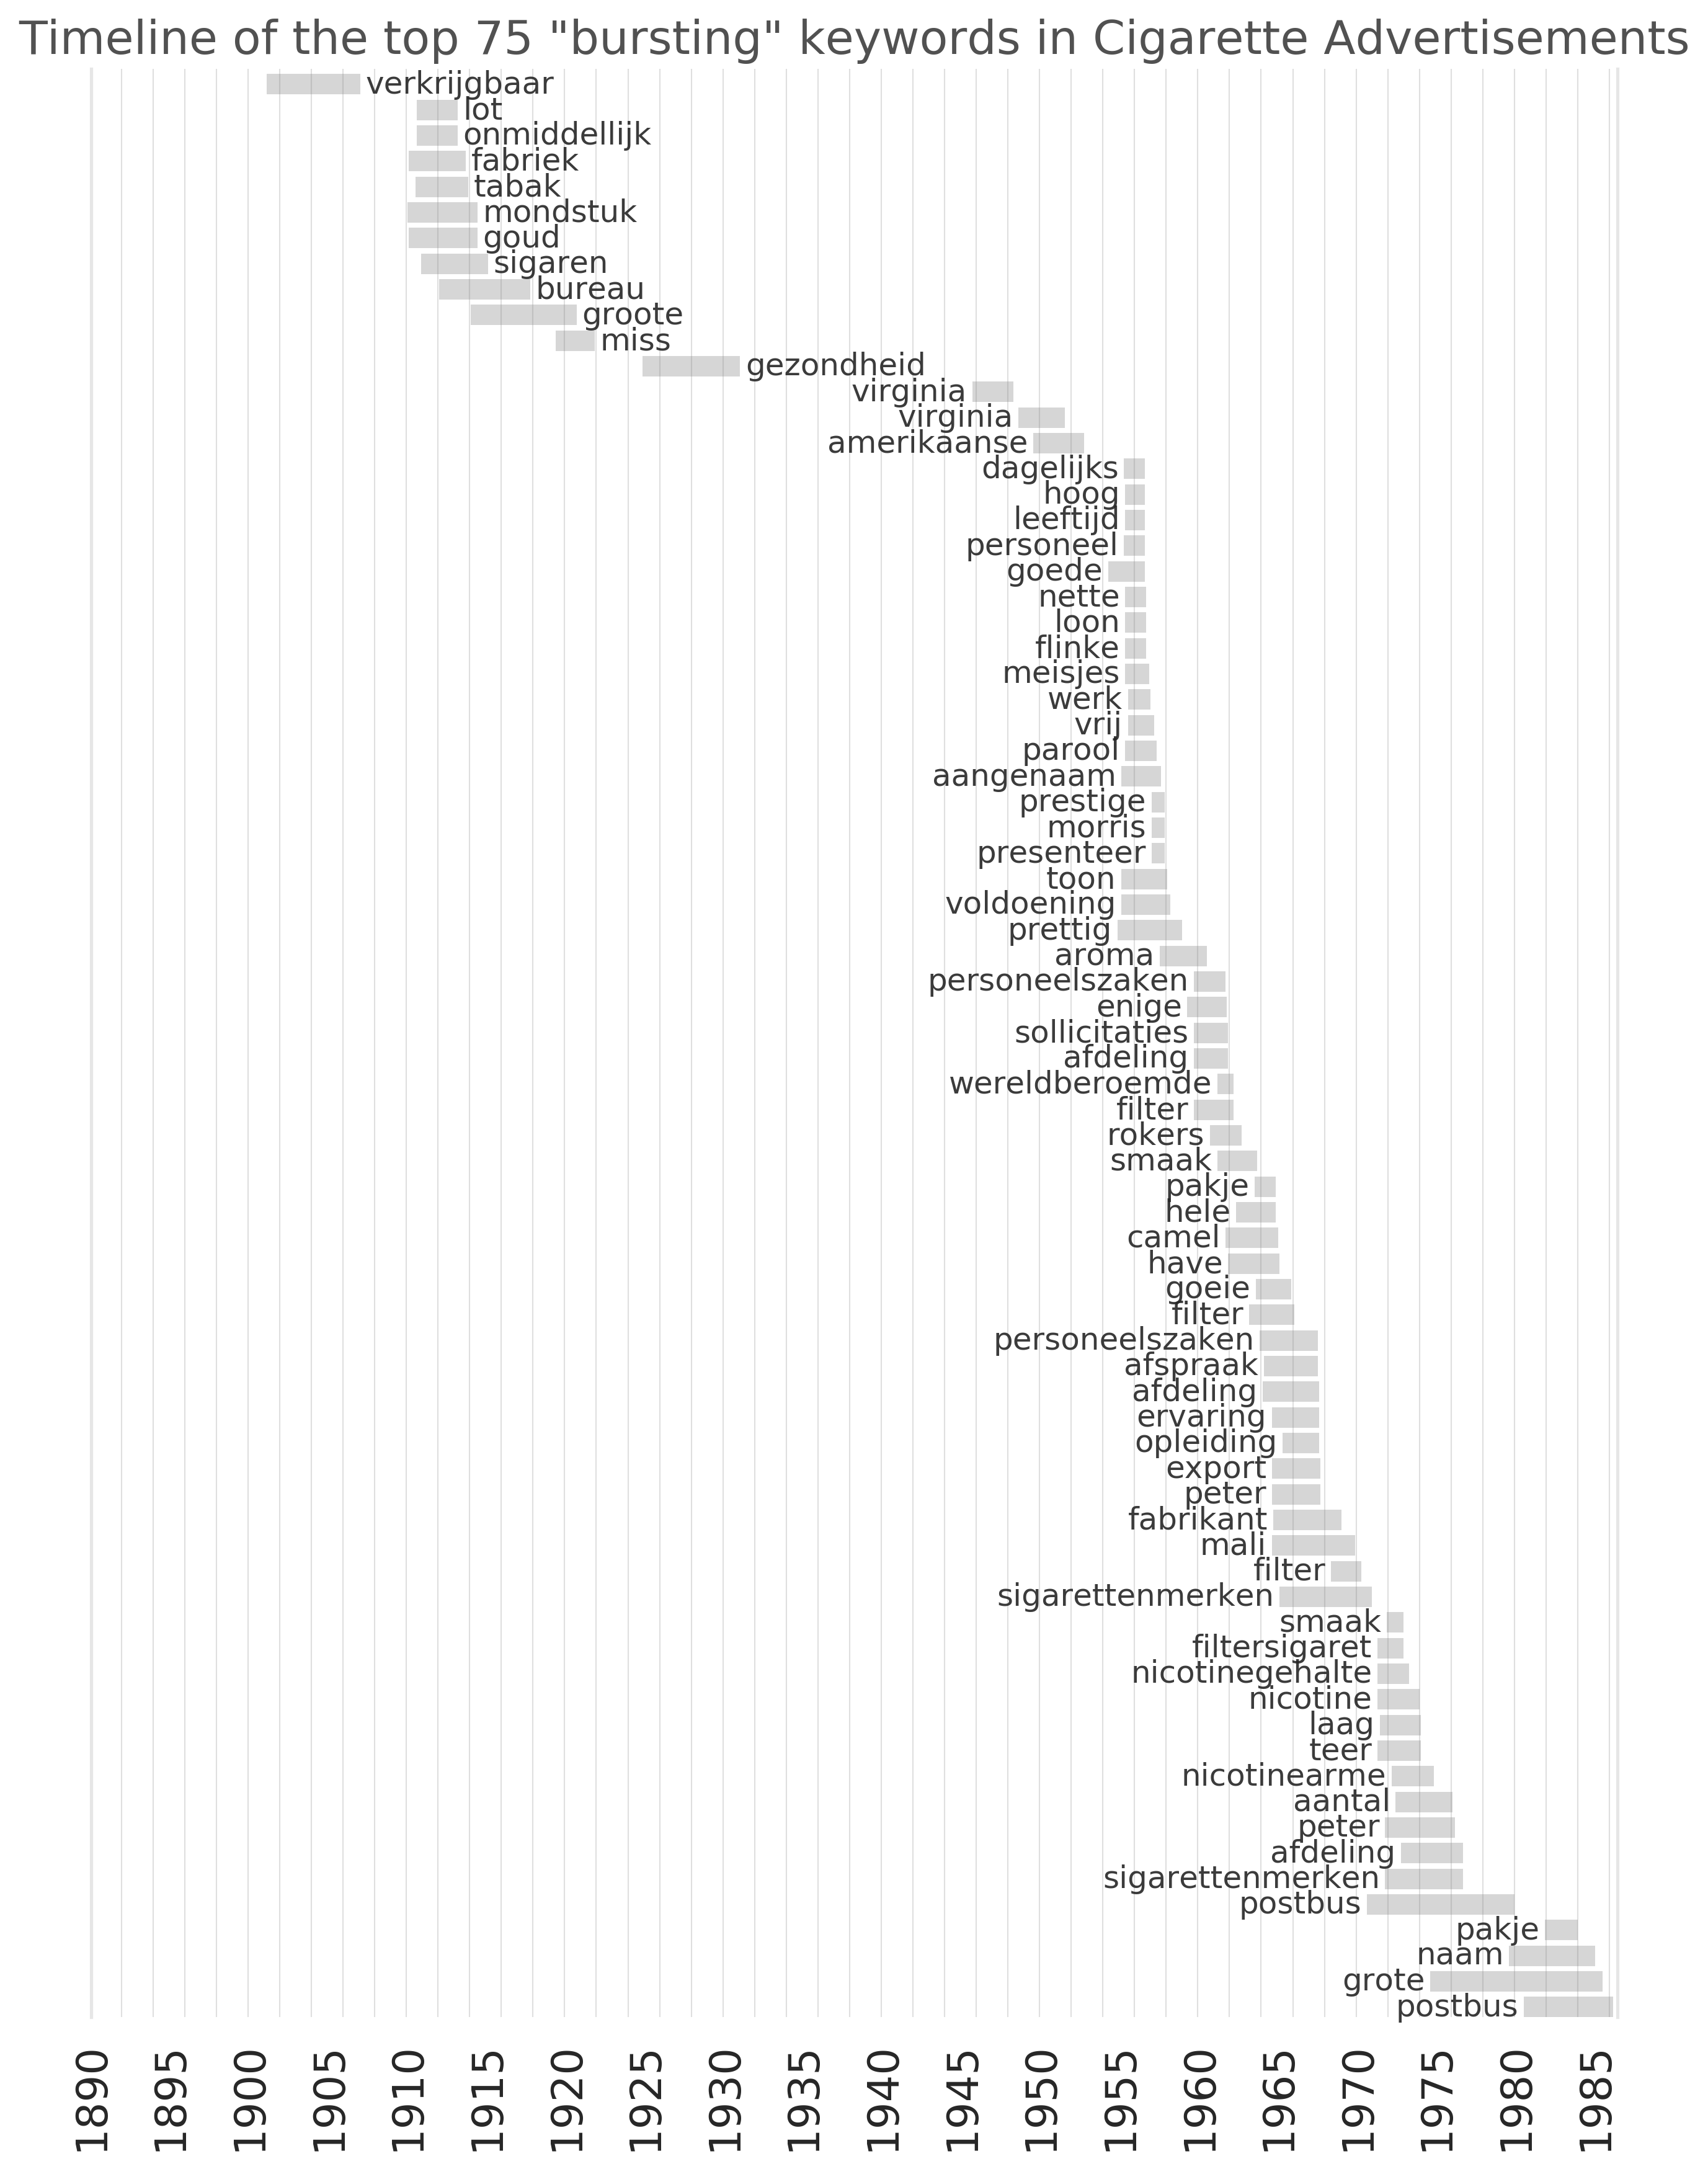 Timeline of the top 75 "bursting" keywords in Cigarette Advertisements
verkrijgbaar
lot
onmiddellijk
fabriek
tabak
mondstuk
goud
sigaren
bureau
groote
miss
gezondheid
virginia
virginia
amerikaanse
dagelijks
hoog
leeftijd
personeel
goede
nette
loon
flinke
meisjes
werk
vrij
parool
aangenaam
prestige
morris
presenteer
toon
voldoening
prettig
aroma
personeelszaken
enige
sollicitaties
afdeling
wereldberoemde
filter
rokers
smaak
pakje
hele
camel
have
goeie
filter
personeelszaken
afspraak
afdeling
ervaring
opleiding
export
peter
fabrikant
mali
filter
sigarettenmerken
smaak
filtersigaret
nicotinegehalte
nicotine
laag
teer
nicotinearme
aantal
peter
afdeling
sigarettenmerken
postbus
pakje
naam
grote
postbus
1890
1895
1900
1905
1910
1915
1920
1925
1930
1935
1940
1945
1950
1955
1960
1965
1970
1975
1980
1985